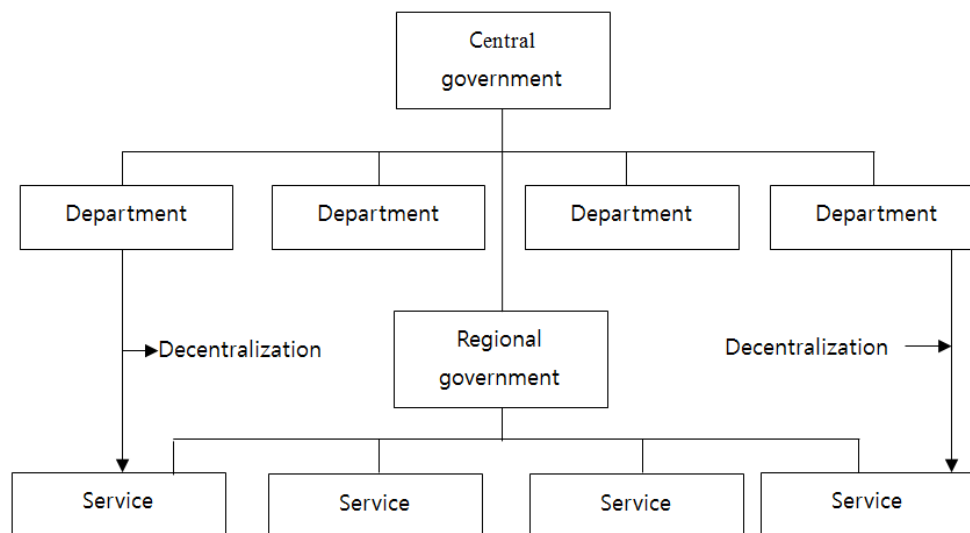 Central
government
Department
Department
Department
Department
Regional
government
Decentralization
Decentralization
Service
Service
Service
Service